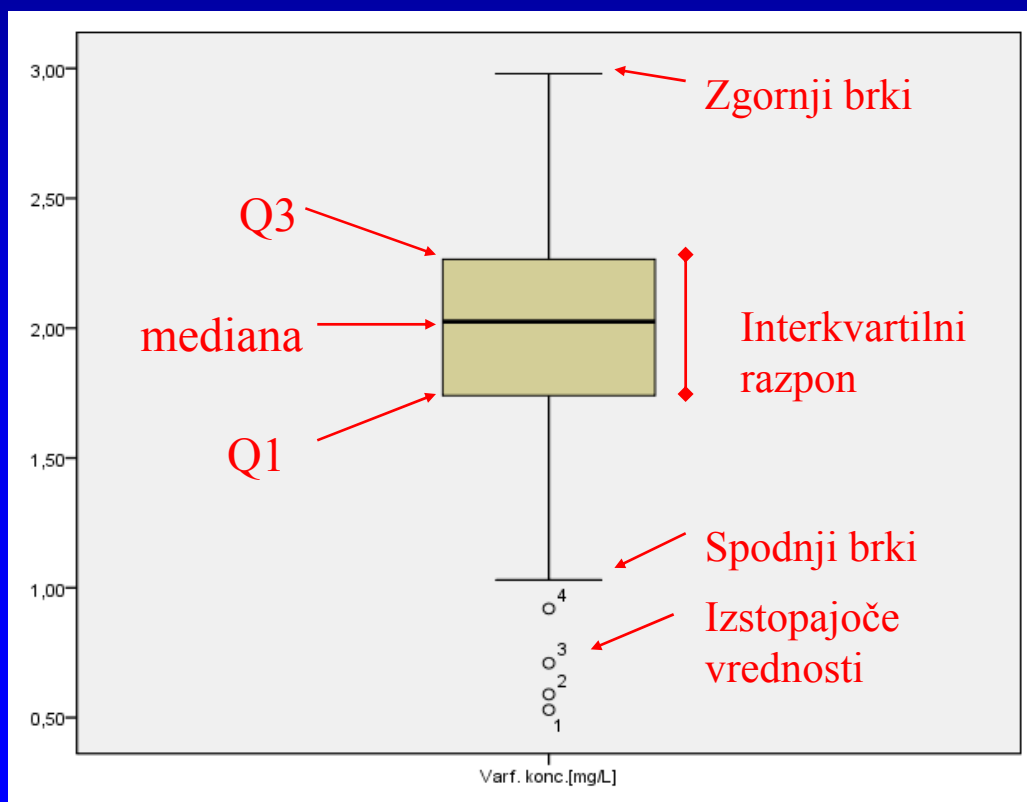 3,00
Zgornji brki
2,50
Q3
2,00
mediana
Interkvartilni
razpon
1,50
Q1
Spodnji brki
1,00
4
Izstopajoče
vrednosti
3
2
0,50
1
Varf. konc.[mg/L]